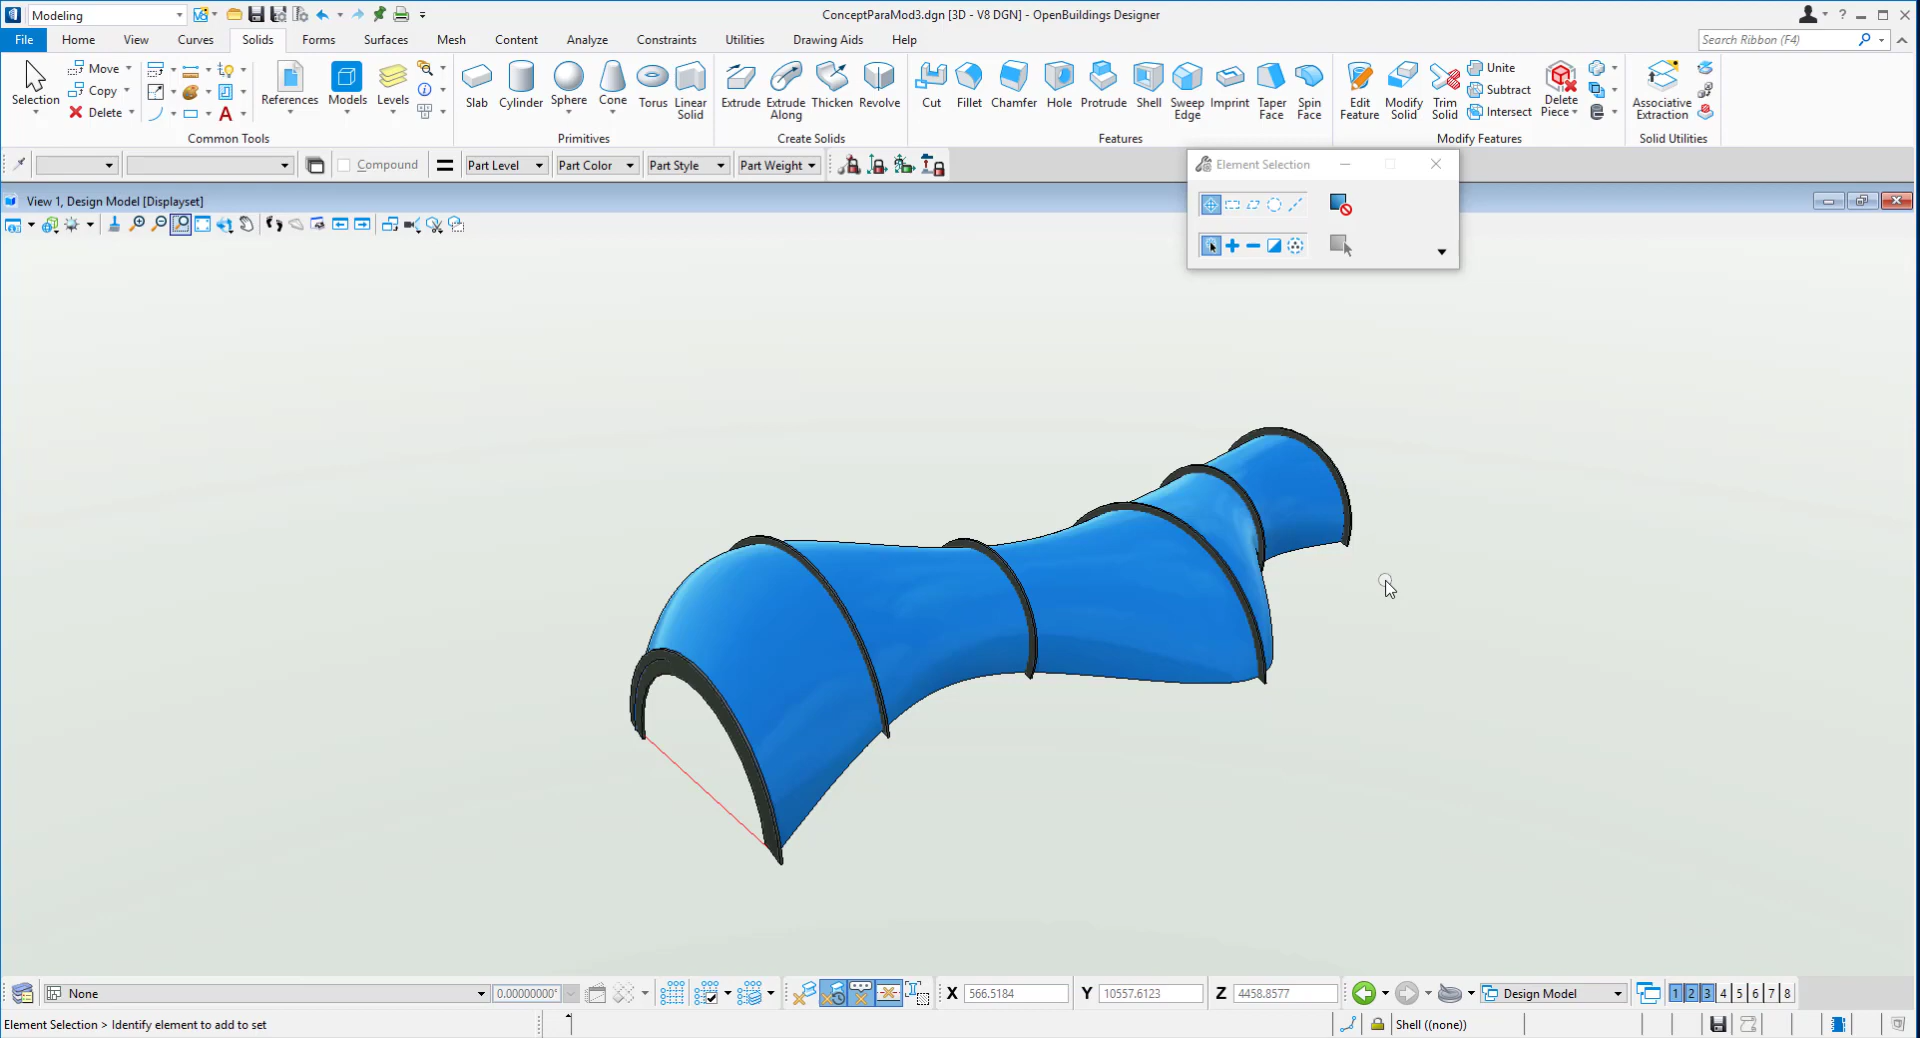 Modeling
ConceptParaMod3.dgn [3D - V8 DGN] - OpenBuildings Designer
File Home View Curves Solids Forms Surfaces Mesh Content Analyze Constraints Utilities Drawing Aids Help
Search Ribbon (F4)
Selection
Move
Copy
Delete
References Models Levels
Slab Cylinder Sphere Cone Torus Linear Solid
Extrude Extrude Along Thicken Revolve
Cut Fillet Chamfer Hole Protrude Shell Sweep Edge Imprint Taper Face Spin Face
Edit Feature Modify Solid Trim Solid
Unite
Subtract
Intersect
Delete Piece
Associative Extraction
Common Tools Primitives Create Solids Features Modify Features Solid Utilities
Compound Part Level Part Color Part Style Part Weight
Element Selection
View 1, Design Model [Displayset]
None 0.00000000° X 566.5184 Y 10557.6123 Z 4458.8577 Design Model 1 2 3 4 5 6 7 8
Element Selection > Identify element to add to set
Shell ((none))